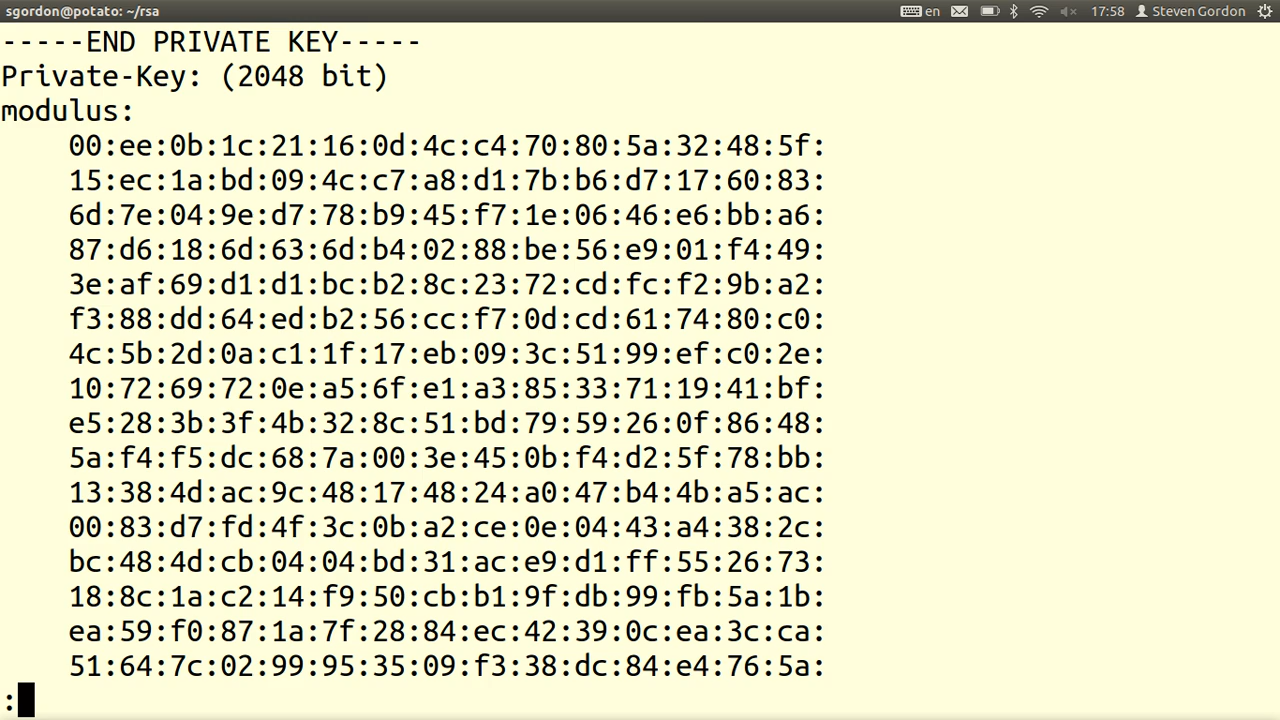 sgordon@potato: ~/rsa en 17:58 Steven Gordon
-----END PRIVATE KEY-----
Private-Key: (2048 bit)
modulus:
00:ee:0b:1c:21:16:0d:4c:c4:70:80:5a:32:48:5f:
15:ec:1a:bd:09:4c:c7:a8:d1:7b:b6:d7:17:60:83:
6d:7e:04:9e:d7:78:b9:45:f7:1e:06:46:e6:bb:a6:
87:d6:18:6d:63:6d:b4:02:88:be:56:e9:01:f4:49:
3e:af:69:d1:d1:bc:b2:8c:23:72:cd:fc:f2:9b:a2:
f3:88:dd:64:ed:b2:56:cc:f7:0d:cd:61:74:80:c0:
4c:5b:2d:0a:c1:1f:17:eb:09:3c:51:99:ef:c0:2e:
10:72:69:72:0e:a5:6f:e1:a3:85:33:71:19:41:bf:
e5:28:3b:3f:4b:32:8c:51:bd:79:59:26:0f:86:48:
5a:f4:f5:dc:68:7a:00:3e:45:0b:f4:d2:5f:78:bb:
13:38:4d:ac:9c:48:17:48:24:a0:47:b4:4b:a5:ac:
00:83:d7:fd:4f:3c:0b:a2:ce:0e:04:43:a4:38:2c:
bc:48:4d:cb:04:04:bd:31:ac:e9:d1:ff:55:26:73:
18:8c:1a:c2:14:f9:50:cb:b1:9f:db:99:fb:5a:1b:
ea:59:f0:87:1a:7f:28:84:ec:42:39:0c:ea:3c:ca:
51:64:7c:02:99:95:35:09:f3:38:dc:84:e4:76:5a:
: